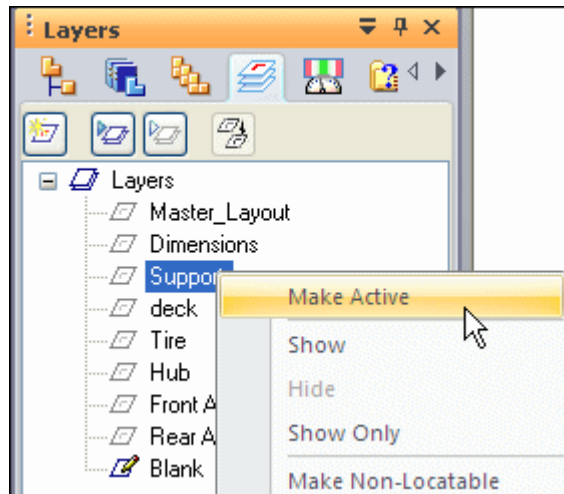 Layers
Layers
Master_Layout
Dimensions
Support
Make Active
deck
Tire
Show
Hub
Hide
Front A
Rear A
Show Only
Blank
Make Non-Locatable